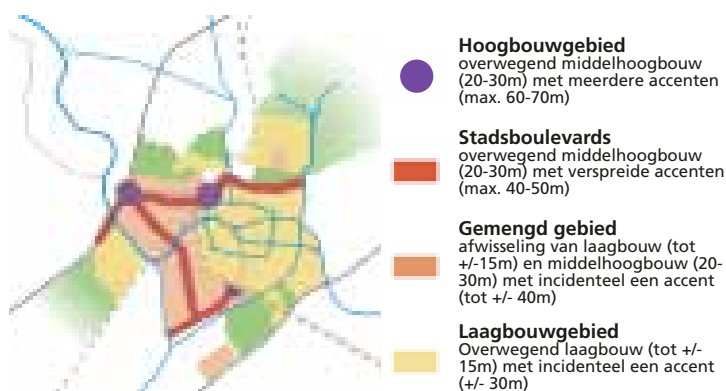 Hoogbouwgebied
overwegend middelhoogbouw
(20-30m) met meerdere accenten
(max. 60-70m)
Stadsboulevards
overwegend middelhoogbouw
(20-30m) met verspreide accenten
(max. 40-50m)
Gemengd gebied
afwisseling van laagbouw (tot
+/-15m) en middelhoogbouw (20-
30m) met incidenteel een accent
(tot +/- 40m)
Laagbouwgebied
Overwegend laagbouw (tot +/-
15m) met incidenteel een accent
(+/- 30m)